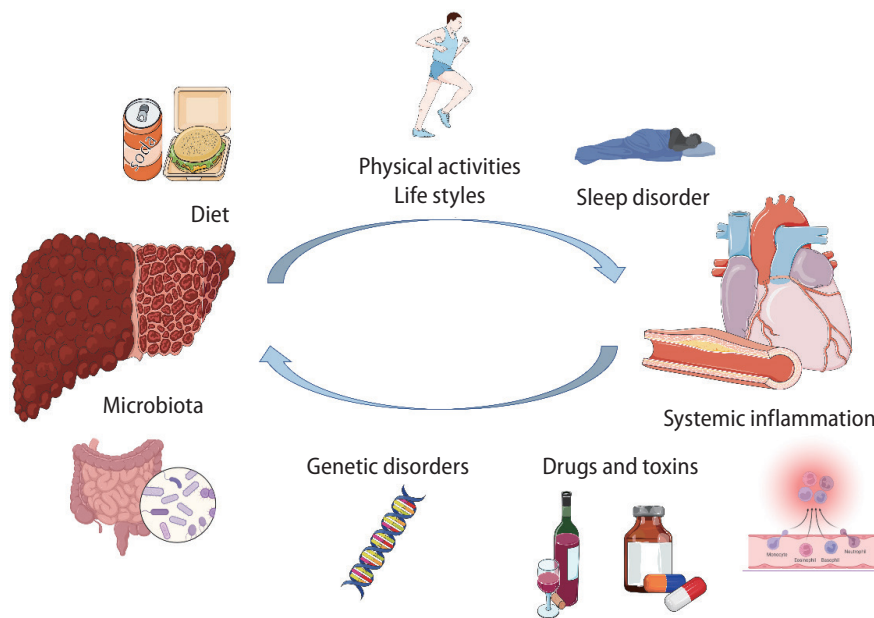 soda
Physical activities
Life styles
Sleep disorder
Diet
Microbiota
Systemic inflammation
Genetic disorders
Drugs and toxins
Monocyte
Eosinophil
Basophil
Neutrophil